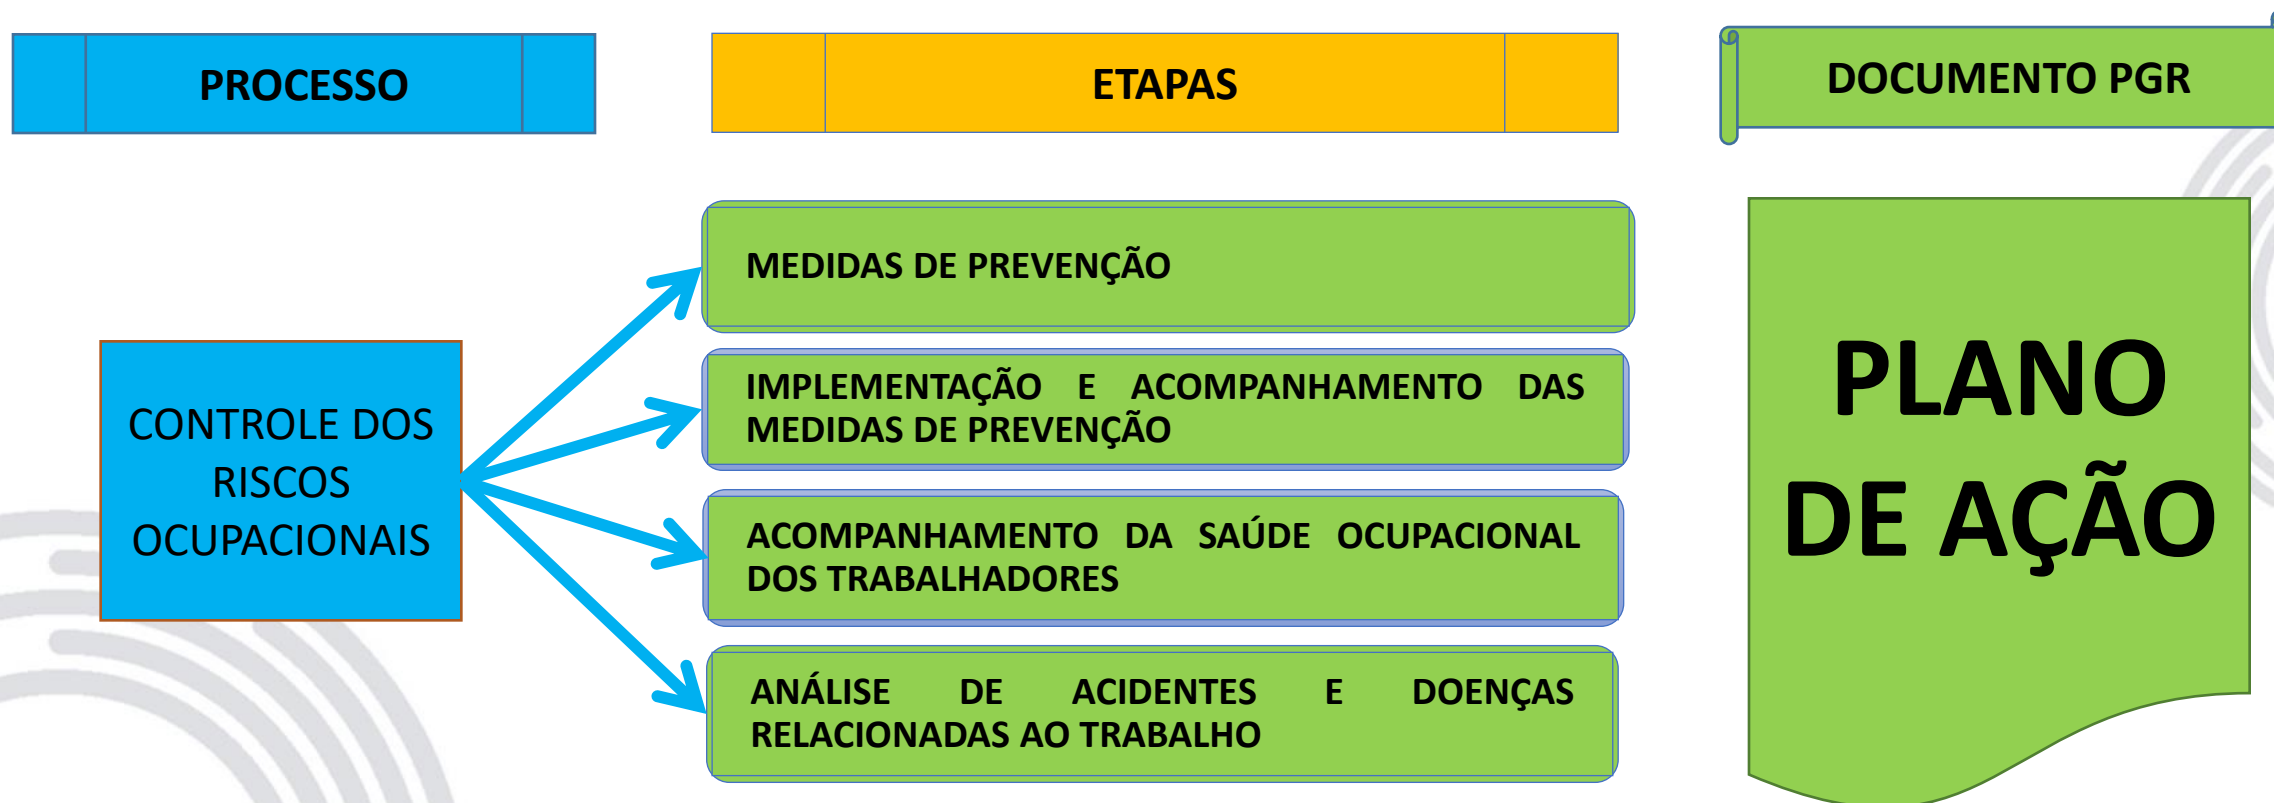 PROCESSO
ETAPAS
DOCUMENTO PGR
CONTROLE DOS
RISCOS
OCUPACIONAIS
MEDIDAS DE PREVENÇÃO
IMPLEMENTAÇÃO E ACOMPANHAMENTO DAS
MEDIDAS DE PREVENÇÃO
ACOMPANHAMENTO DA SAÚDE OCUPACIONAL
DOS TRABALHADORES
ANÁLISE DE ACIDENTES E DOENÇAS
RELACIONADAS AO TRABALHO
PLANO
DE AÇÃO